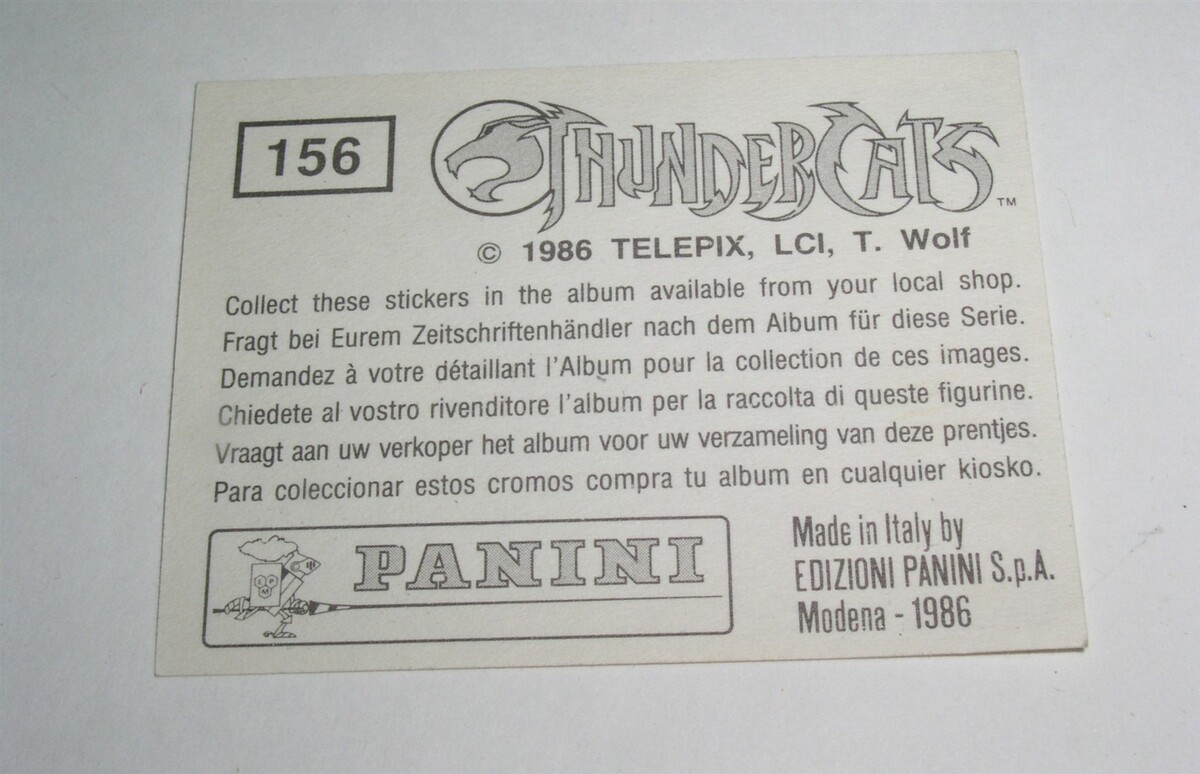 156
THUNDERCATS™
© 1986 TELEPIX, LCI, T. Wolf
Collect these stickers in the album available from your local shop.
Fragt bei Eurem Zeitschriftenhändler nach dem Album für diese Serie.
Demandez à votre détaillant l'Album pour la collection de ces images.
Chiedete al vostro rivenditore l'album per la raccolta di queste figurine.
Vraagt aan uw verkoper het album voor uw verzameling van deze prentjes.
Para coleccionar estos cromos compra tu album en cualquier kiosko.
PANINI
Made in Italy by
EDIZIONI PANINI S.p.A.
Modena - 1986